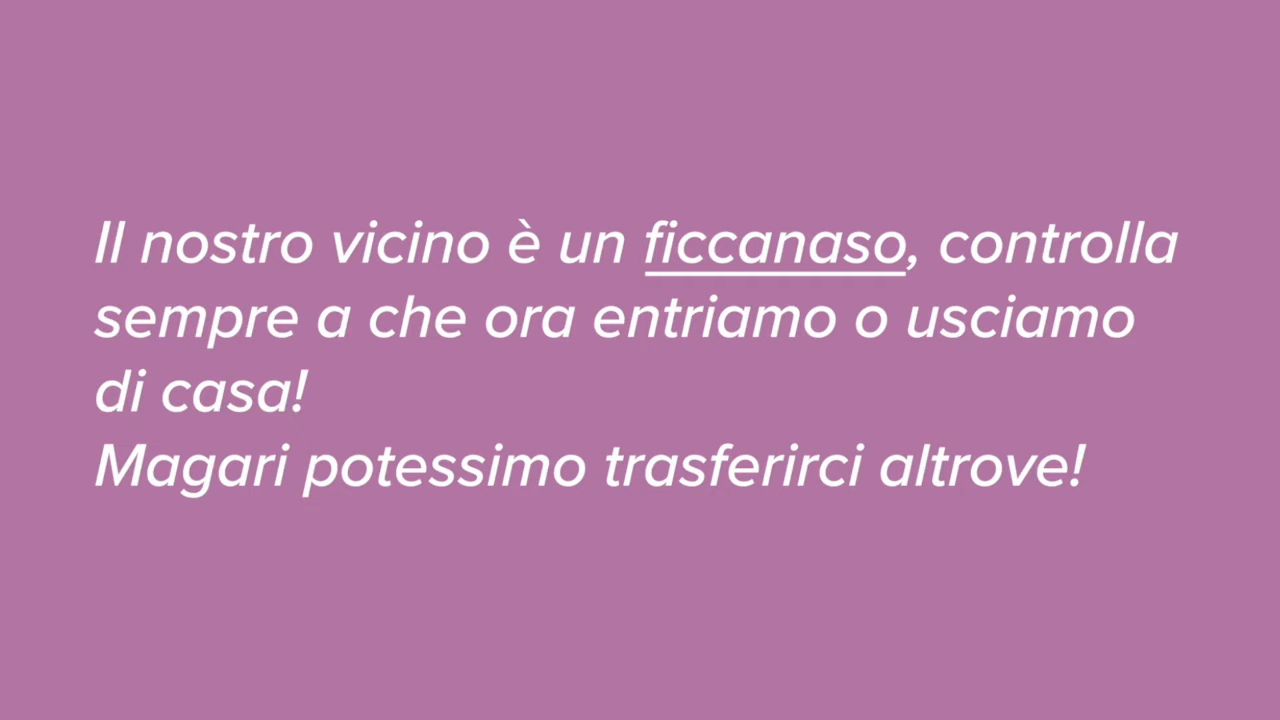 Il nostro vicino è un ficcanaso, controlla
sempre a che ora entriamo o usciamo
di casa!
Magari potessimo trasferirci altrove!